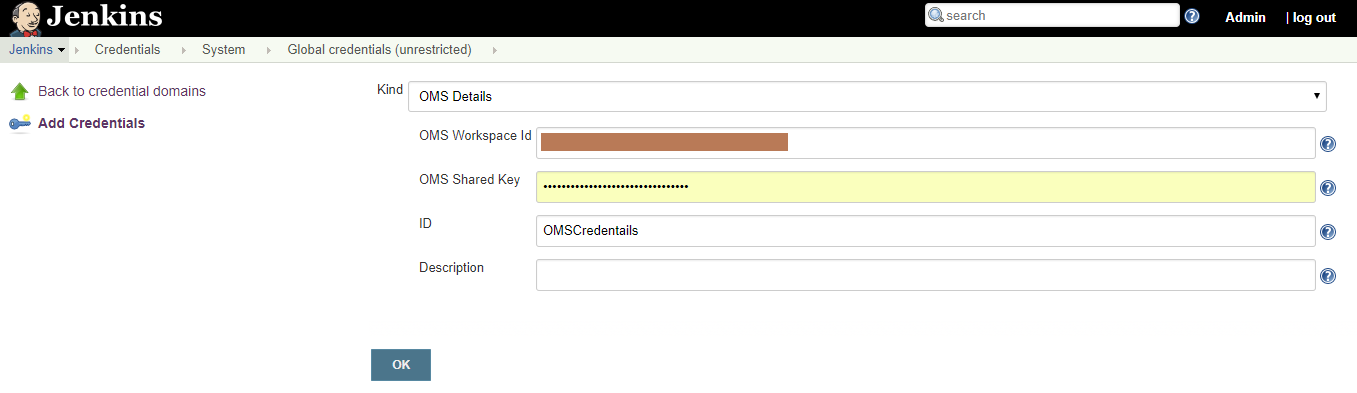 Jenkins
search
Admin | log out
Jenkins Credentials System Global credentials (unrestricted)
Back to credential domains
Add Credentials
Kind OMS Details
OMS Workspace Id
OMS Shared Key ••••••••••••••••••••••••••••••••
ID OMSCredentails
Description
OK